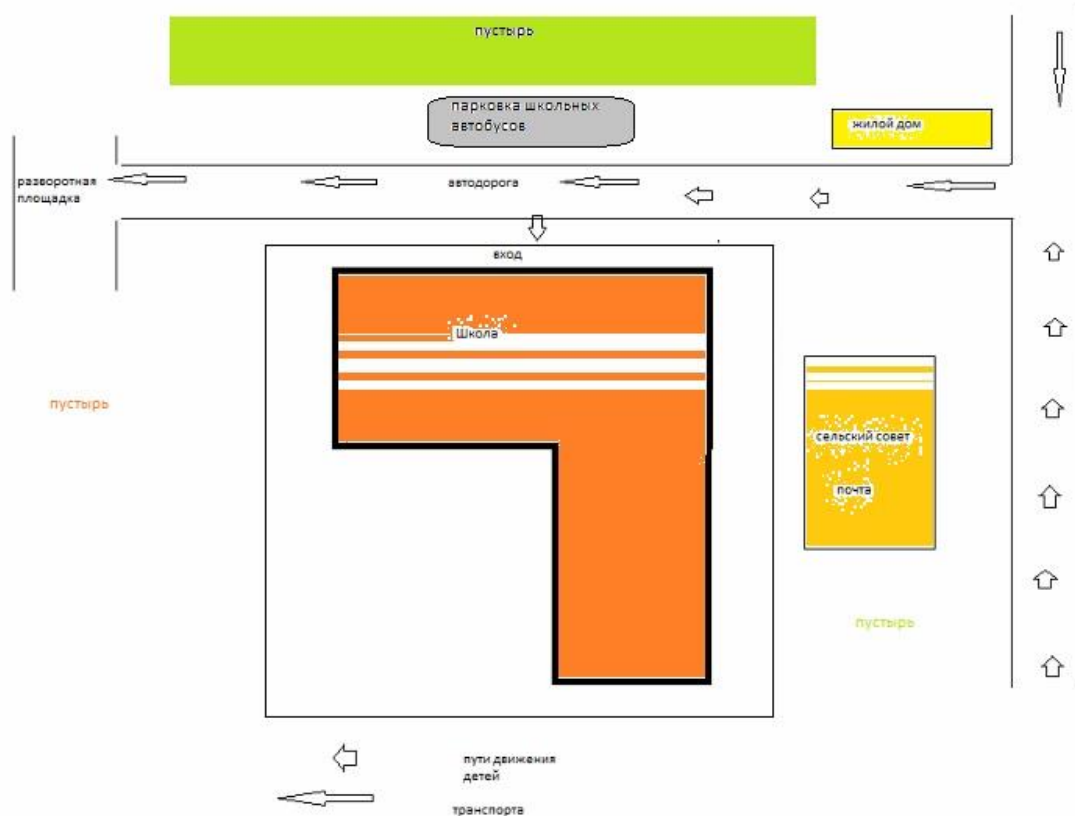 пустырь
парковка школьных
автобусов
жилой дом
разворотная
площадка
автодорога
вход
Школа
пустырь
сельский совет
почта
пустырь
пути движения
детей
транспорта